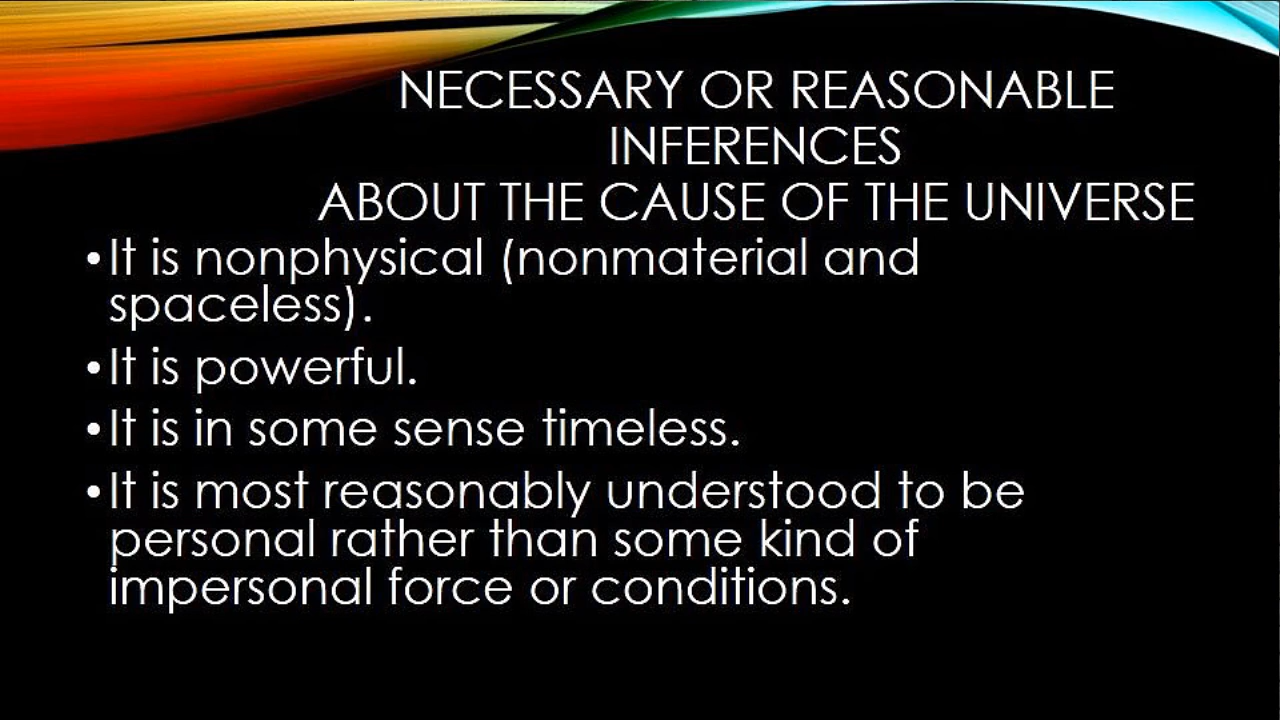 NECESSARY OR REASONABLE
INFERENCES
ABOUT THE CAUSE OF THE UNIVERSE
•It is nonphysical (nonmaterial and
spaceless).
•It is powerful.
•It is in some sense timeless.
•It is most reasonably understood to be
personal rather than some kind of
impersonal force or conditions.